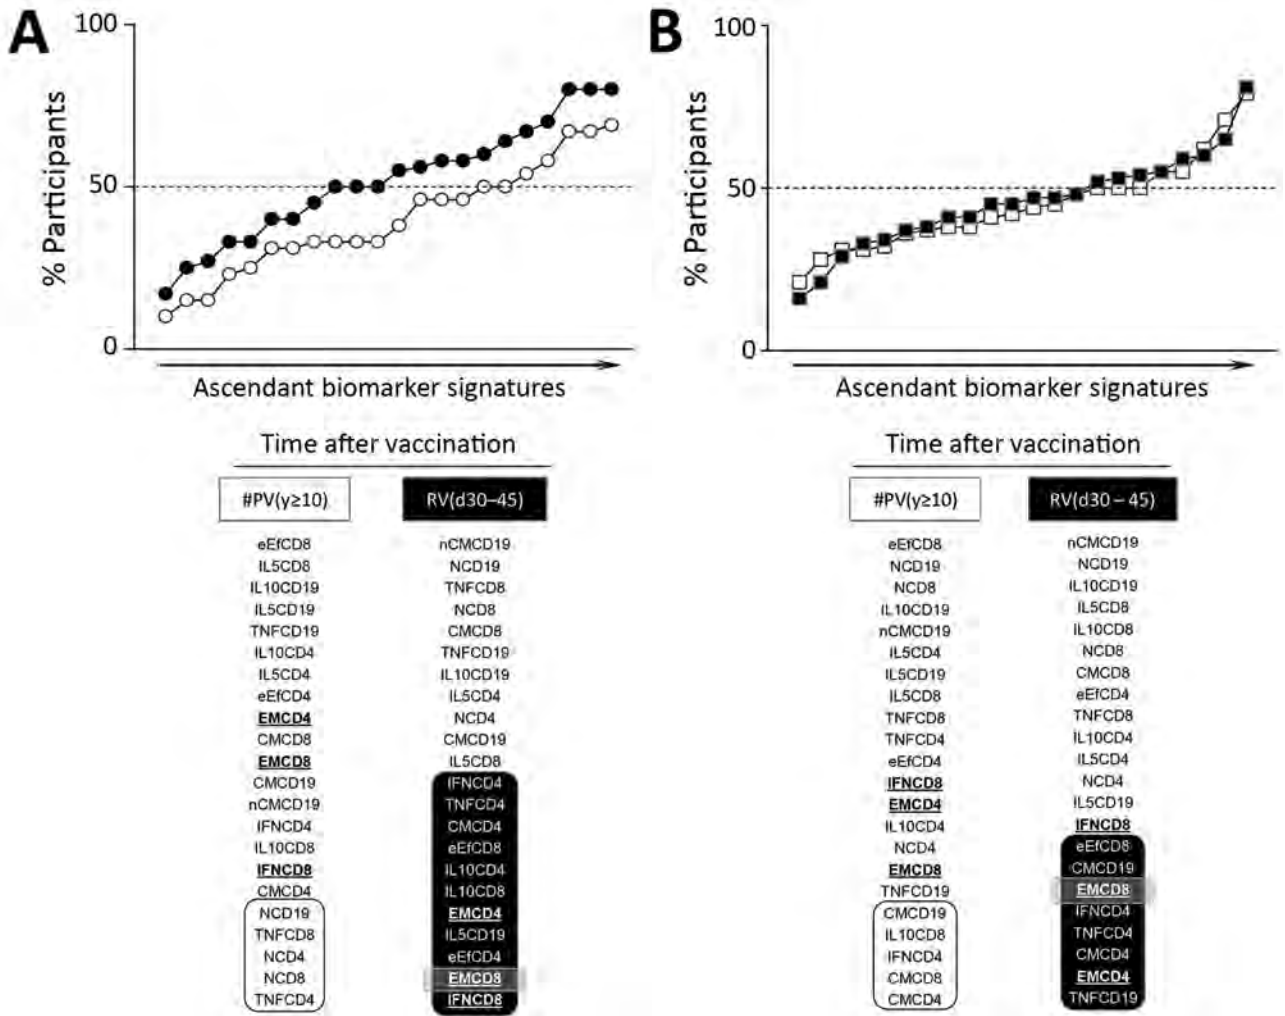 A
100
% Participants
50
0
Ascendant biomarker signatures
Time after vaccination
#PV(y≥10)
RV(d30–45)
eEfCD8
IL5CD8
IL10CD19
IL5CD19
TNFCD19
IL10CD4
IL5CD4
eEfCD4
EMCD4
CMCD8
EMCD8
CMCD19
nCMCD19
IFNCD4
IL10CD8
IFNCD8
CMCD4
NCD19
TNFCD8
NCD4
NCD8
TNFCD4
nCMCD19
NCD19
TNFCD8
NCD8
CMCD8
TNFCD19
IL10CD19
IL5CD4
NCD4
CMCD19
IL5CD8
IFNCD4
TNFCD4
CMCD4
eEfCD8
IL10CD4
IL10CD8
EMCD4
IL5CD19
eEfCD4
EMCD8
IFNCD8
B
100
% Participants
50
0
Ascendant biomarker signatures
Time after vaccination
#PV(y≥10)
RV(d30 – 45)
eEfCD8
NCD19
NCD8
IL10CD19
nCMCD19
IL5CD4
IL5CD19
IL5CD8
TNFCD8
TNFCD4
eEfCD4
IFNCD8
EMCD4
IL10CD4
NCD4
EMCD8
TNFCD19
CMCD19
IL10CD8
IFNCD4
CMCD8
CMCD4
nCMCD19
NCD19
IL10CD19
IL5CD8
IL10CD8
NCD8
CMCD8
eEfCD4
TNFCD8
IL10CD4
IL5CD4
NCD4
IL5CD19
IFNCD8
eEfCD8
CMCD19
EMCD8
IFNCD4
TNFCD4
CMCD4
EMCD4
TNFCD19